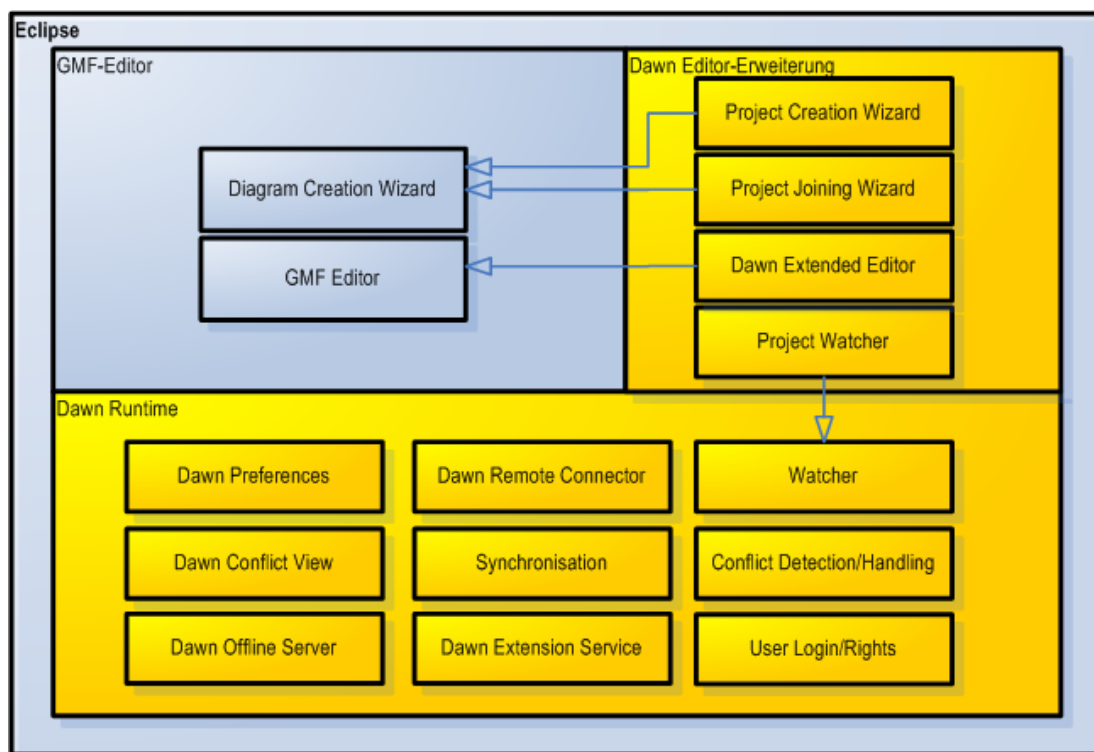 Eclipse
GMF-Editor
Diagram Creation Wizard
GMF Editor
Dawn Editor-Erweiterung
Project Creation Wizard
Project Joining Wizard
Dawn Extended Editor
Project Watcher
Dawn Runtime
Dawn Preferences
Dawn Remote Connector
Watcher
Dawn Conflict View
Synchronisation
Conflict Detection/Handling
Dawn Offline Server
Dawn Extension Service
User Login/Rights